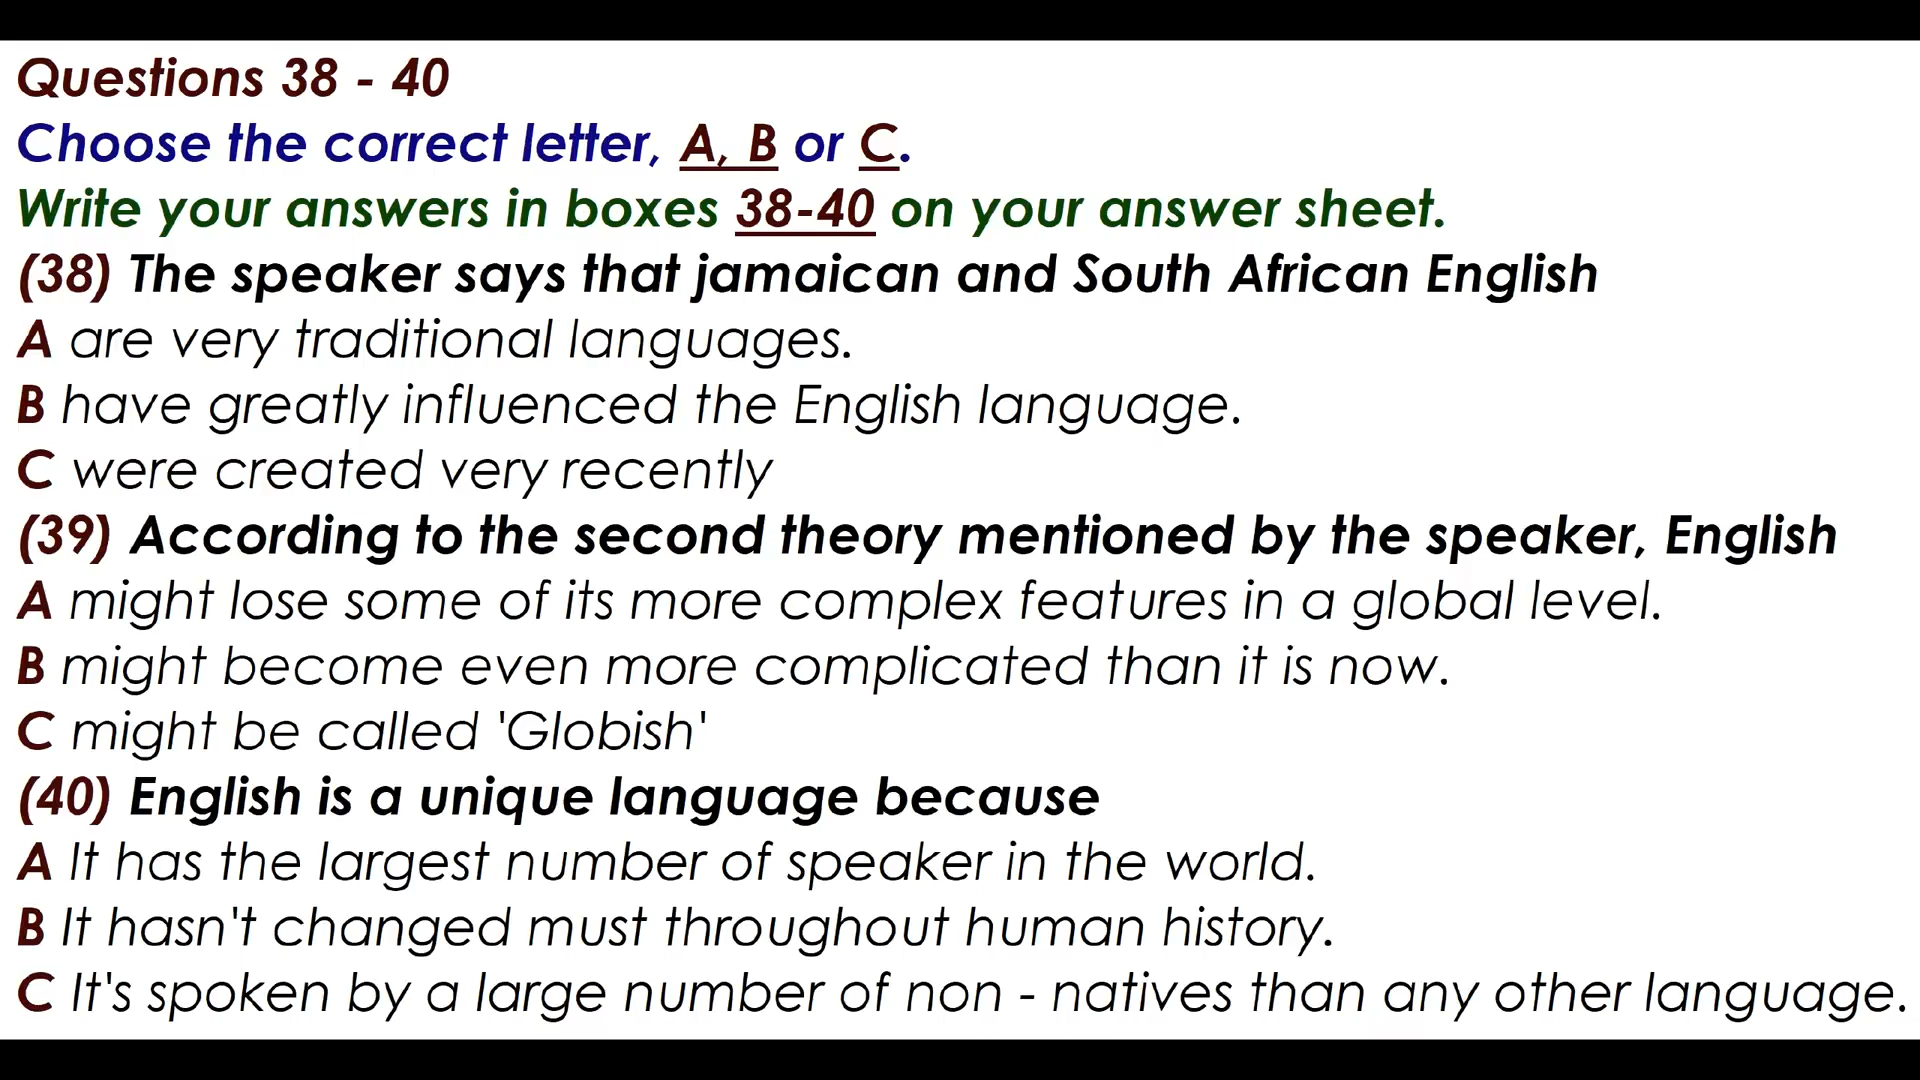 Questions 38 - 40
Choose the correct letter, A, B or C.
Write your answers in boxes 38-40 on your answer sheet.
(38) The speaker says that jamaican and South African English
A are very traditional languages.
B have greatly influenced the English language.
C were created very recently
(39) According to the second theory mentioned by the speaker, English
A might lose some of its more complex features in a global level.
B might become even more complicated than it is now.
C might be called 'Globish'
(40) English is a unique language because
A It has the largest number of speaker in the world.
B It hasn't changed must throughout human history.
C It's spoken by a large number of non - natives than any other language.